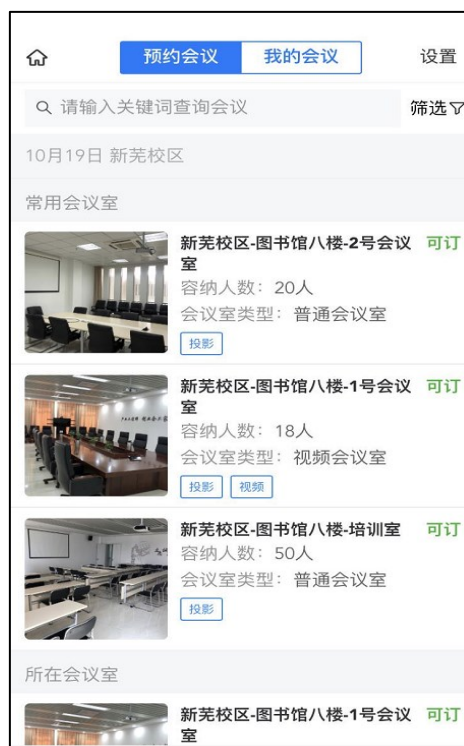 预约会议 我的会议 设置
请输入关键词查询会议 筛选
10月19日 新芜校区
常用会议室
新芜校区-图书馆八楼-2号会议 可订
室
容纳人数：20人
会议室类型：普通会议室
投影
新芜校区-图书馆八楼-1号会议 可订
室
容纳人数：18人
会议室类型：视频会议室
投影 视频
新芜校区-图书馆八楼-培训室 可订
容纳人数：50人
会议室类型：普通会议室
投影
所在会议室
新芜校区-图书馆八楼-1号会议 可订
室